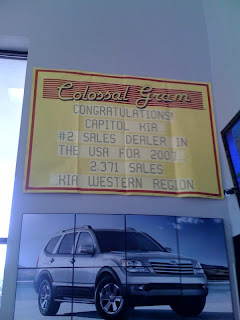 Colossal Gram
CONGRATULATIONS!
CAPITOL KIA
#2 SALES DEALER IN
THE USA FOR 2007
2,371 SALES
KIA WESTERN REGION